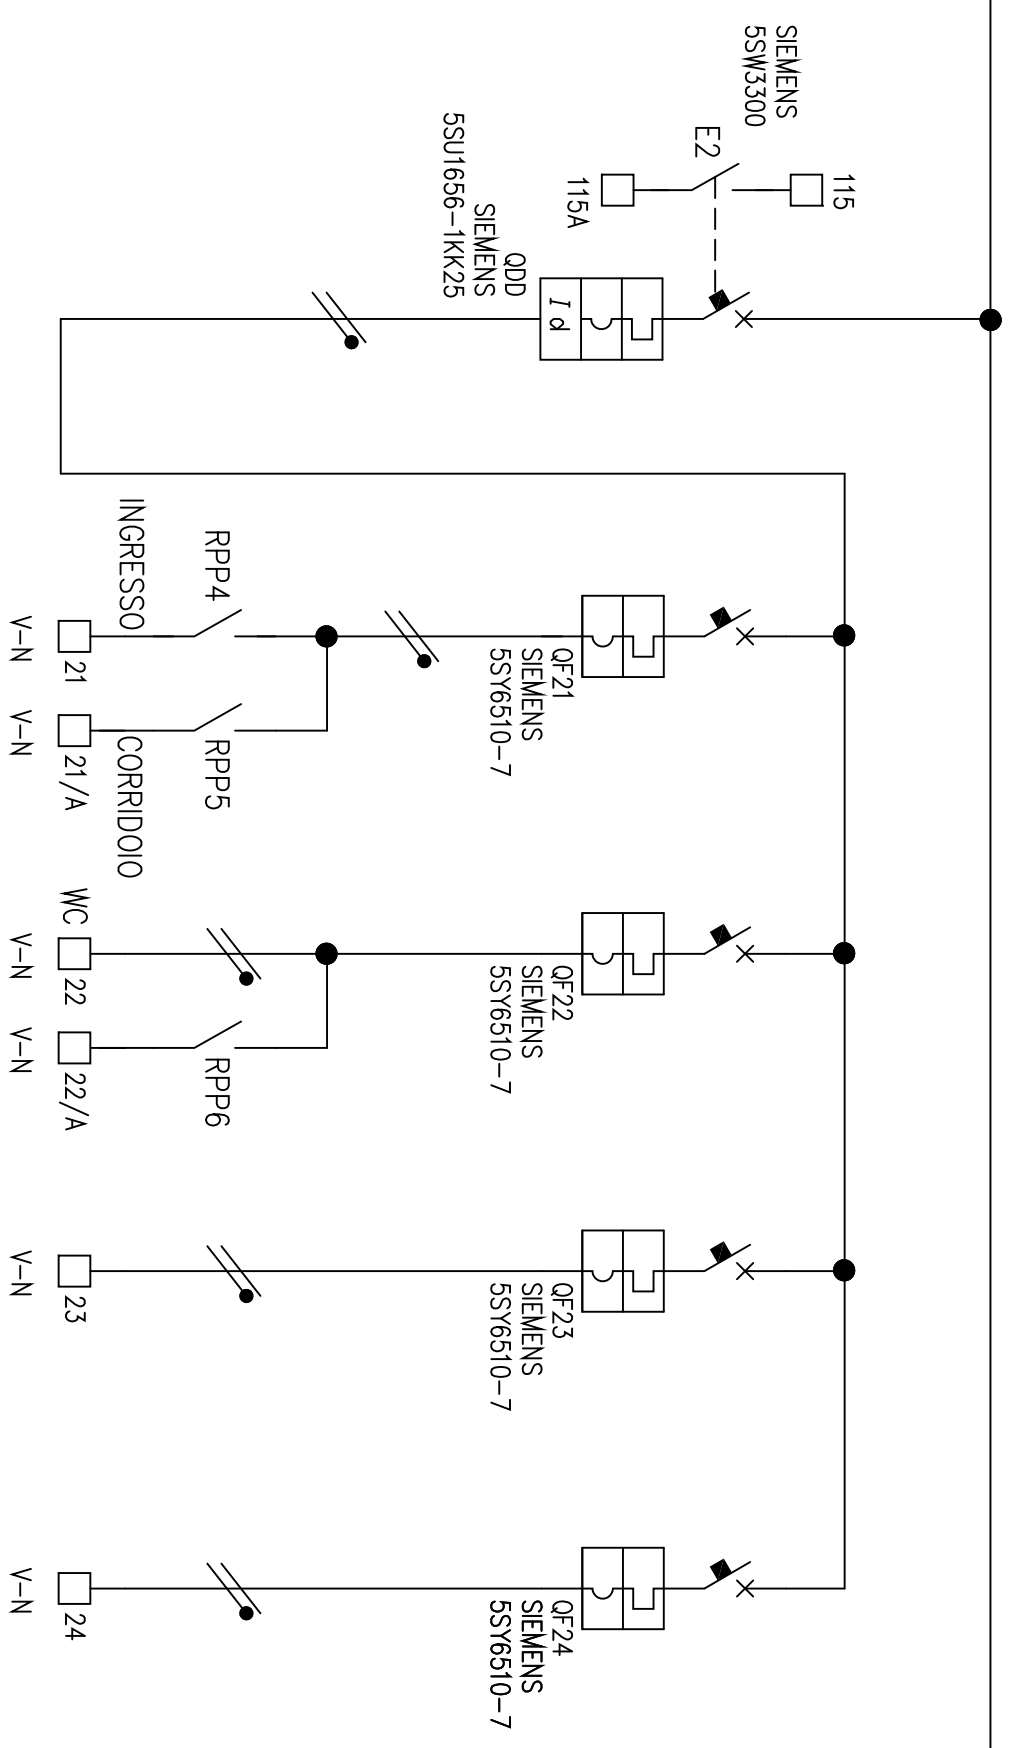 SIEMENS
5SW3300
E2
115
115A
QDD
SIEMENS
5SU1656-1KK25
I d
QF21
SIEMENS
5SY6510-7
RPP4
INGRESSO
21
V-N
RPP5
CORRIDOIO
21/A
V-N
QF22
SIEMENS
5SY6510-7
WC
22
V-N
RPP6
22/A
V-N
QF23
SIEMENS
5SY6510-7
23
V-N
QF24
SIEMENS
5SY6510-7
24
V-N